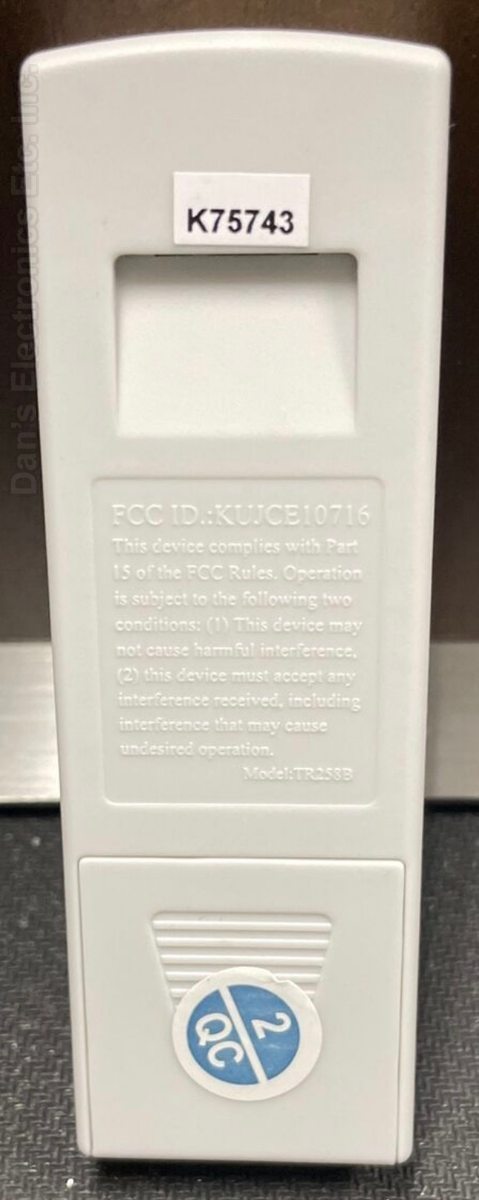 K75743
FCC ID.:KUJCE10716
This device complies with Part
15 of the FCC Rules. Operation
is subject to the following two
conditions: (1) This device may
not cause harmful interference,
(2) this device must accept any
interference received, including
interference that may cause
undesired operation.
Model:TR258B
2
QC
Dan's Electronics Etc. Inc.